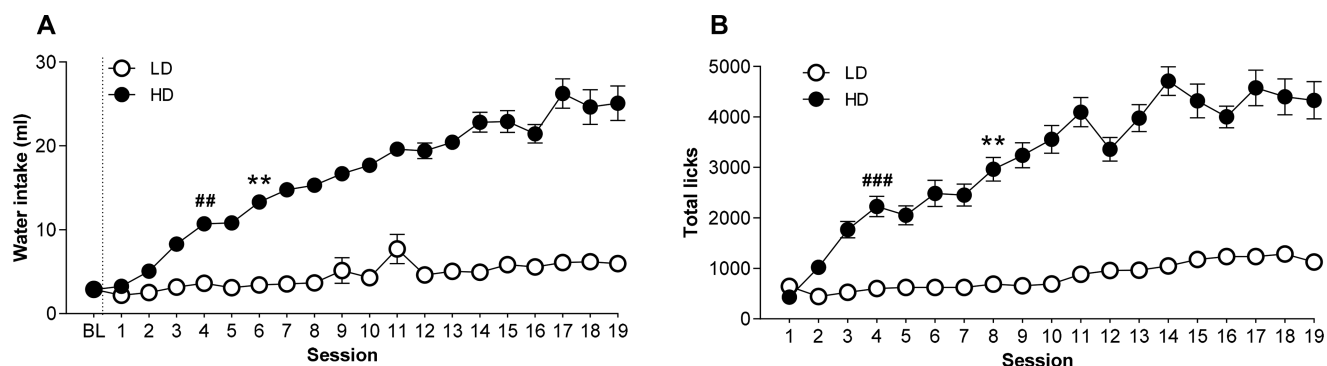 A
Water intake (ml)
30
20
10
0
LD
HD
##
**
BL 1 2 3 4 5 6 7 8 9 10 11 12 13 14 15 16 17 18 19
Session
B
Total licks
5000
4000
3000
2000
1000
0
LD
HD
###
**
1 2 3 4 5 6 7 8 9 10 11 12 13 14 15 16 17 18 19
Session